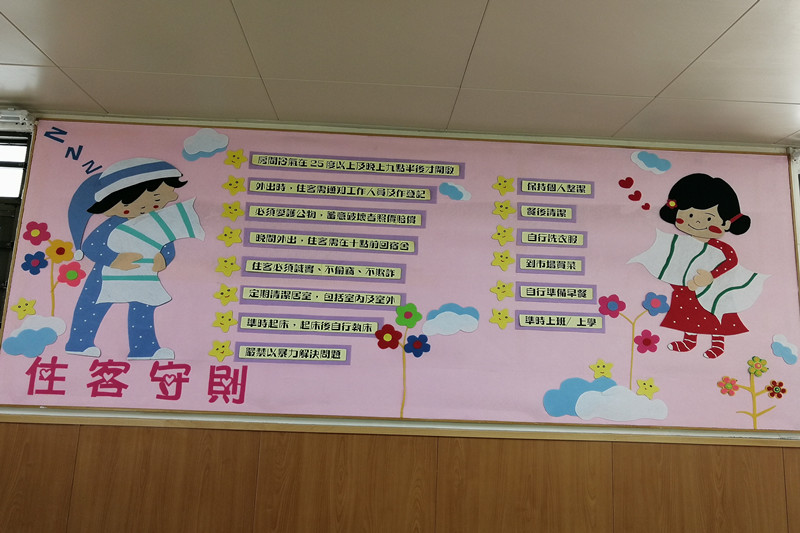 Z Z Z
房間冷氣在25度以上及晚上九點半後才開啟
外出時，住客需通知工作人員及作登記
必須愛護公物，蓄意破壞者照價賠償
晚間外出，住客需在十點前回宿舍
住客必須誠實、不偷竊、不欺詐
定期清潔居室，包括室內及室外
準時起床，起床後自行執床
嚴禁以暴力解決問題
保持個人整潔
餐後清潔
自行洗衣服
到市場買菜
自行準備早餐
準時上班/上學
住客守則